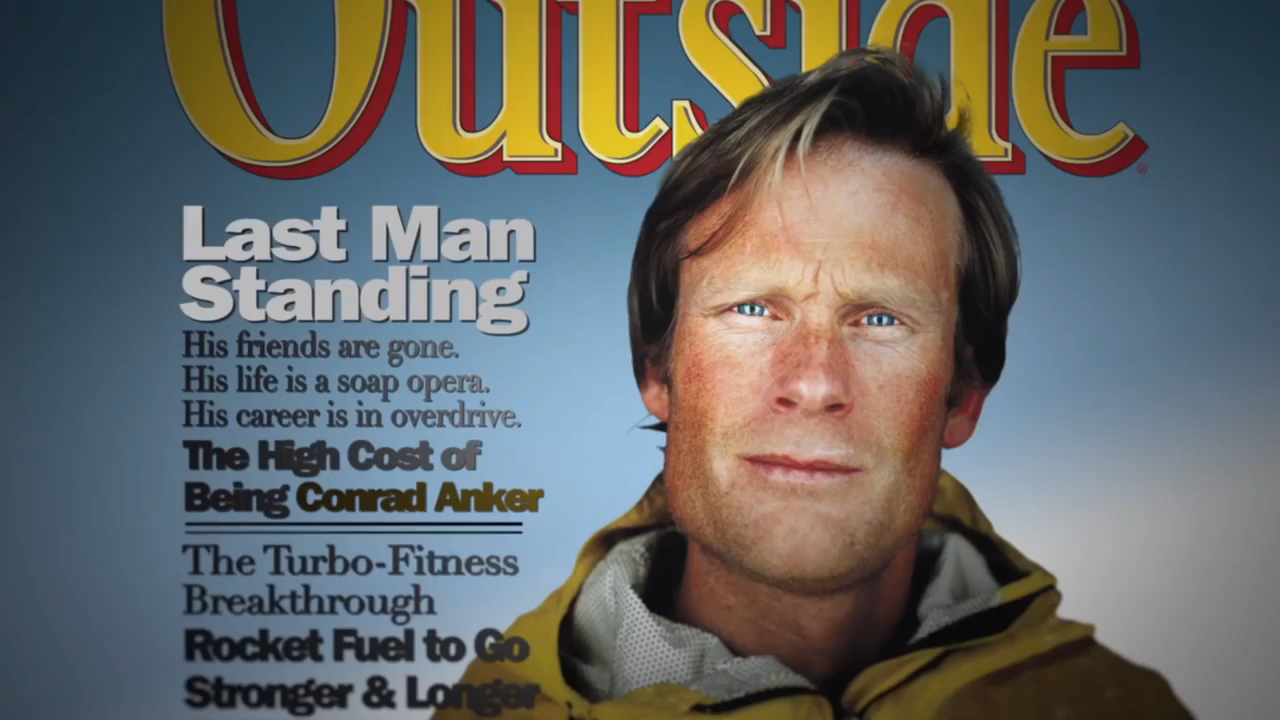 Outside
Last Man
Standing
His friends are gone.
His life is a soap opera.
His career is in overdrive.
The High Cost of
Being Conrad Anker
The Turbo-Fitness
Breakthrough
Rocket Fuel to Go
Stronger & Longer